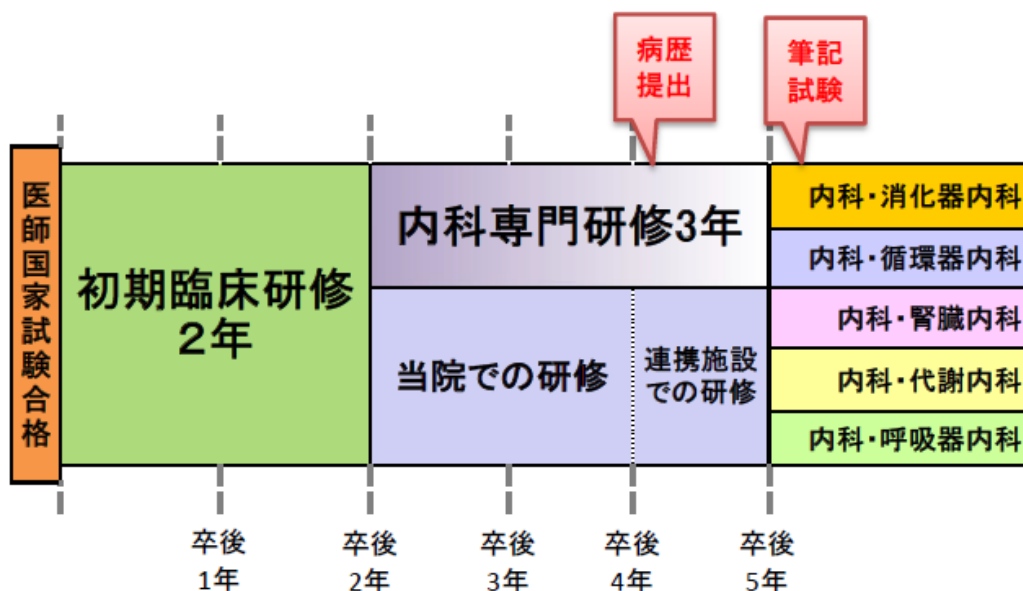 病歴
提出
筆記
試験
医師国家試験合格
初期臨床研修
２年
内科専門研修3年
当院での研修
連携施設
での研修
内科・消化器内科
内科・循環器内科
内科・腎臓内科
内科・代謝内科
内科・呼吸器内科
卒後
1年
卒後
2年
卒後
3年
卒後
4年
卒後
5年